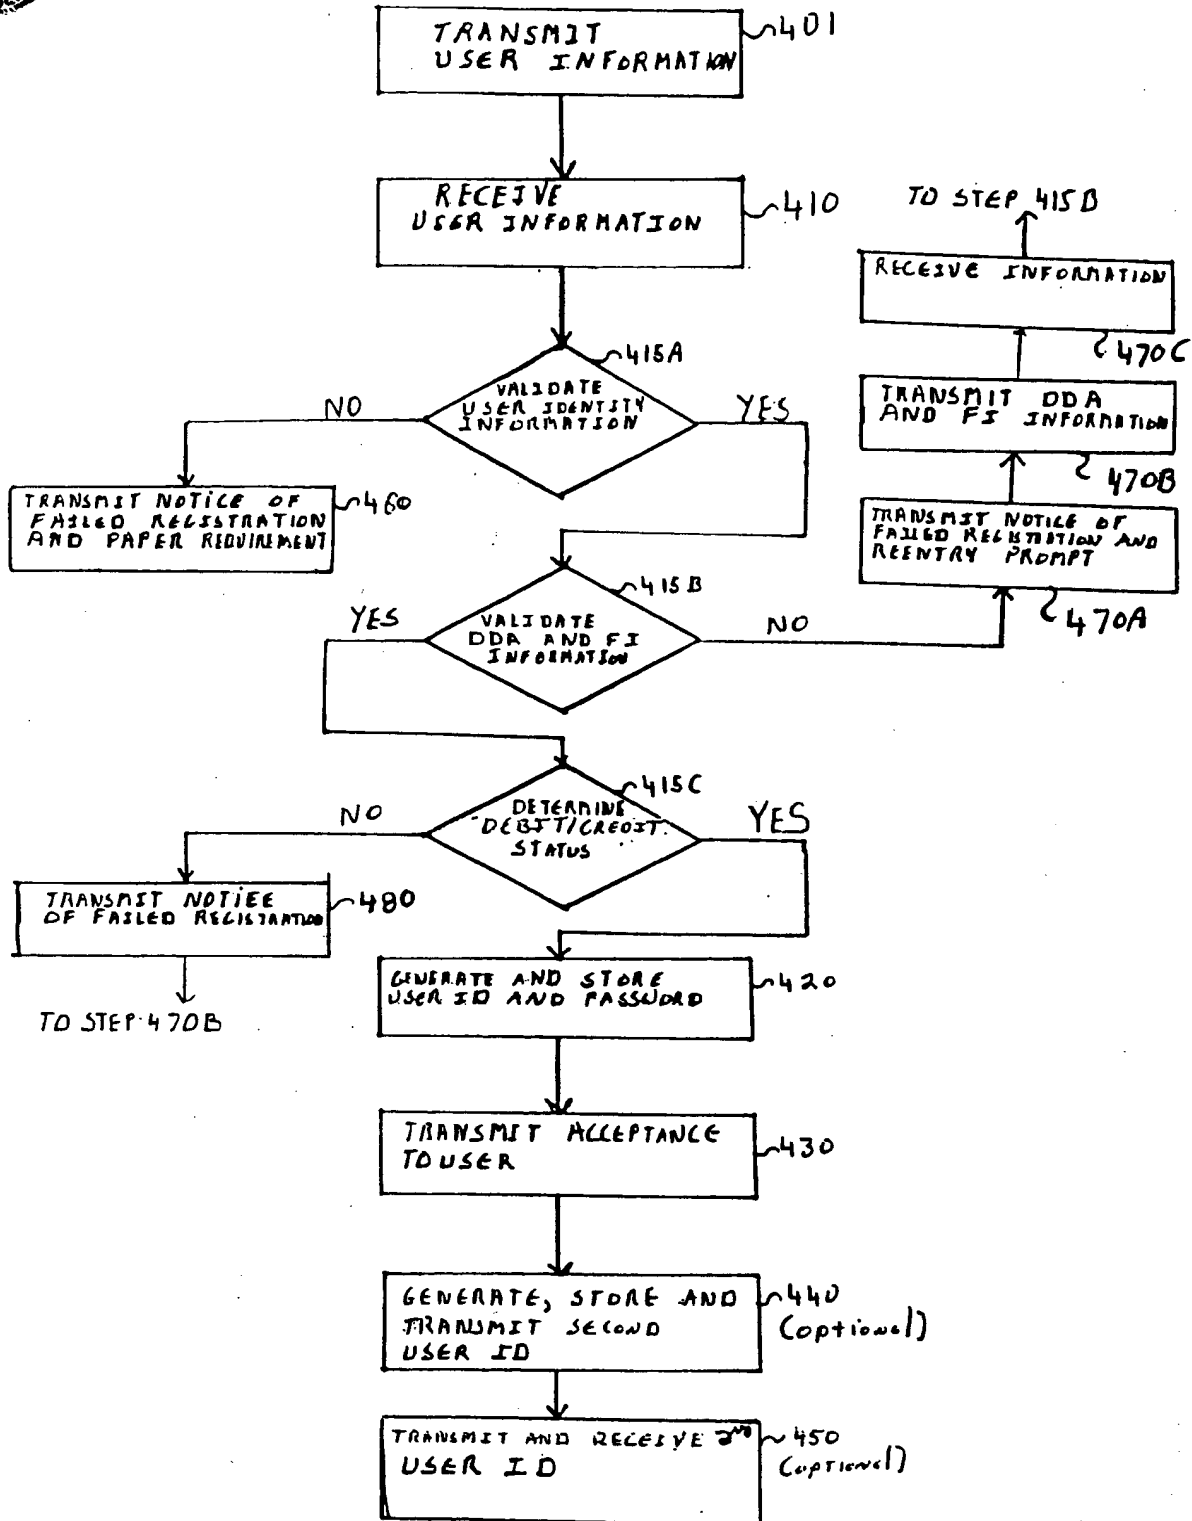 TRANSMIT
USER INFORMATION
401
RECEIVE
USER INFORMATION
410
TO STEP 415B
RECEIVE INFORMATION
470C
TRANSMIT DDA
AND FI INFORMATION
470B
TRANSMIT NOTICE OF
FAILED REGISTRATION AND
REENTRY PROMPT
470A
415A
VALIDATE
USER IDENTITY
INFORMATION
NO
YES
TRANSMIT NOTICE OF
FAILED REGISTRATION
AND PAPER REQUIREMENT
460
415B
VALIDATE
DDA AND FI
INFORMATION
YES
NO
415C
DETERMINE
DEBIT/CREDIT
STATUS
NO
YES
TRANSMIT NOTICE
OF FAILED REGISTRATION
480
TO STEP 470B
GENERATE AND STORE
USER ID AND PASSWORD
420
TRANSMIT ACCEPTANCE
TO USER
430
GENERATE, STORE AND
TRANSMIT SECOND
USER ID
440
(optional)
TRANSMIT AND RECEIVE 2ND
USER ID
450
(optional)